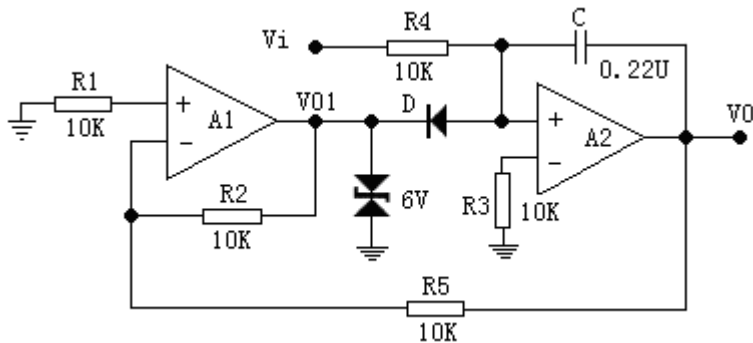 R4
C
Vi
10K
0.22U
R1
+
V01
D
+
V0
10K
A1
A2
−
−
R2
6V
R3
10K
10K
R5
10K